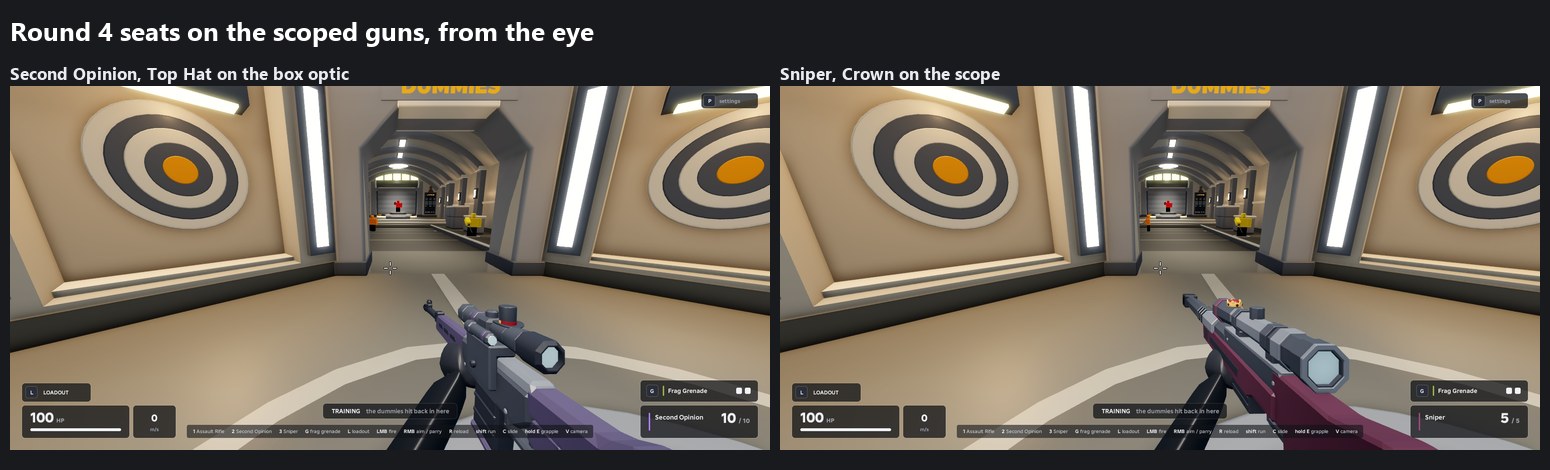 Round 4 seats on the scoped guns, from the eye
Second Opinion, Top Hat on the box optic
DUMMIES
P settings
L LOADOUT
100 HP
0 m/s
TRAINING the dummies hit back in here
G Frag Grenade
Second Opinion 10 / 10
1 Assault Rifle 2 Second Opinion 3 Sniper G frag grenade L loadout LMB fire RMB aim / parry R reload shift run C slide hold E grapple V camera
Sniper, Crown on the scope
DUMMIES
P settings
L LOADOUT
100 HP
0 m/s
TRAINING the dummies hit back in here
G Frag Grenade
Sniper 5 / 5
1 Assault Rifle 2 Second Opinion 3 Sniper G frag grenade L loadout LMB fire RMB aim / parry R reload shift run C slide hold E grapple V camera